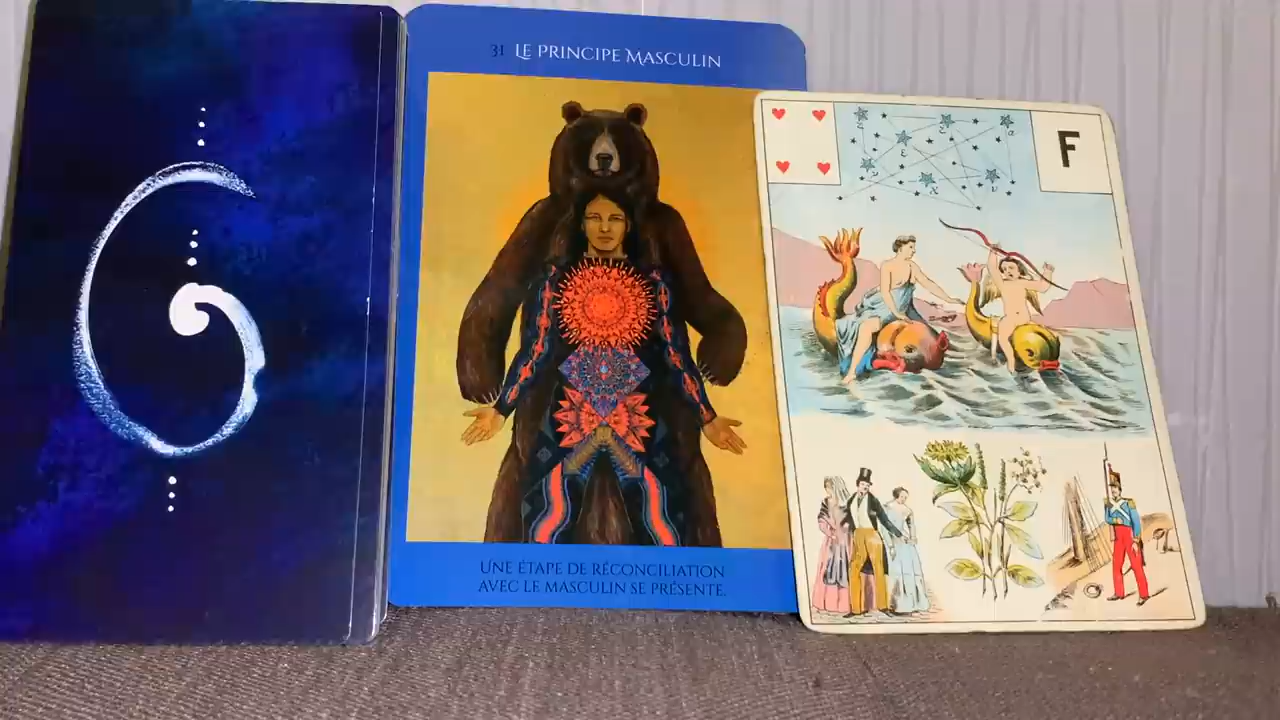 31 Le Principe Masculin
Une étape de réconciliation
avec le masculin se présente.
F